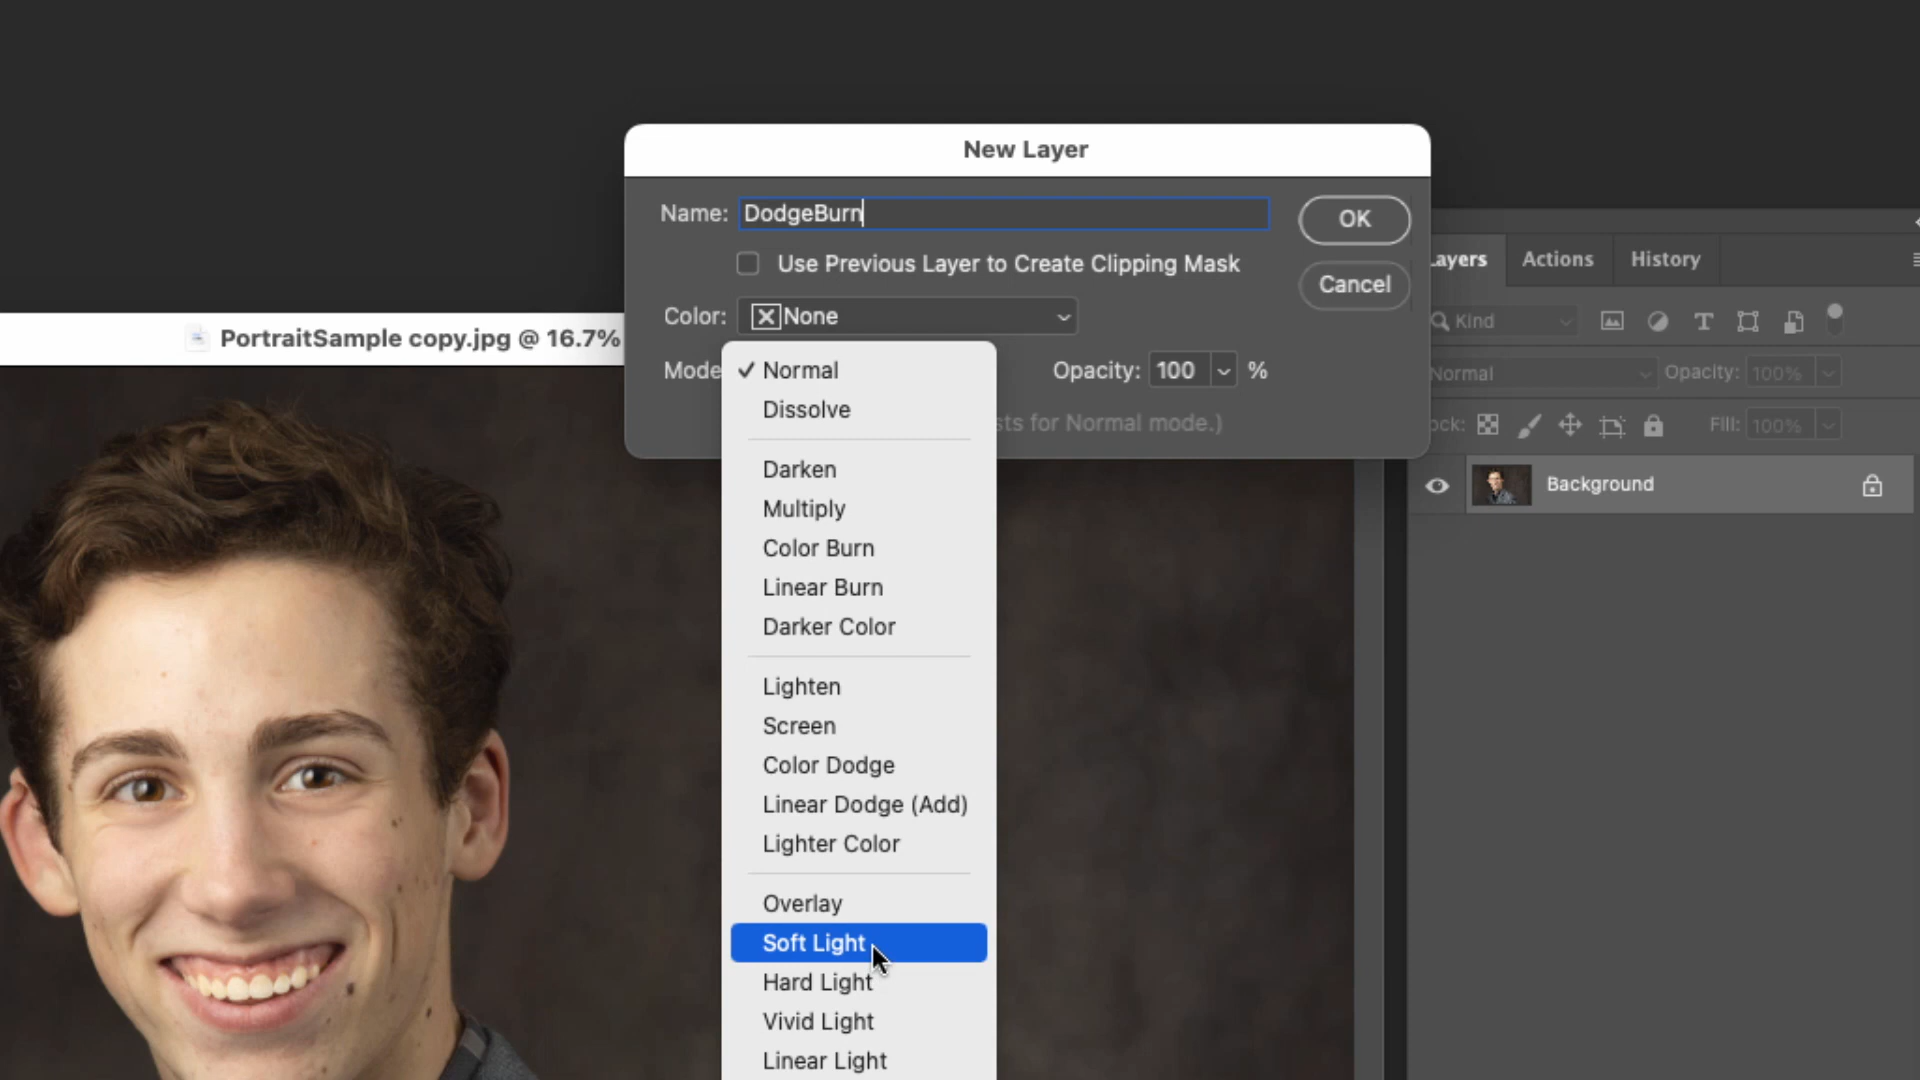 New Layer
Name: DodgeBurn
OK
Use Previous Layer to Create Clipping Mask
Cancel
Color: None
Mode
Opacity: 100 %
sts for Normal mode.)
Normal
Dissolve
Darken
Multiply
Color Burn
Linear Burn
Darker Color
Lighten
Screen
Color Dodge
Linear Dodge (Add)
Lighter Color
Overlay
Soft Light
Hard Light
Vivid Light
Linear Light
PortraitSample copy.jpg @ 16.7%
ayers Actions History
Kind
Normal Opacity: 100%
ock: Fill: 100%
Background